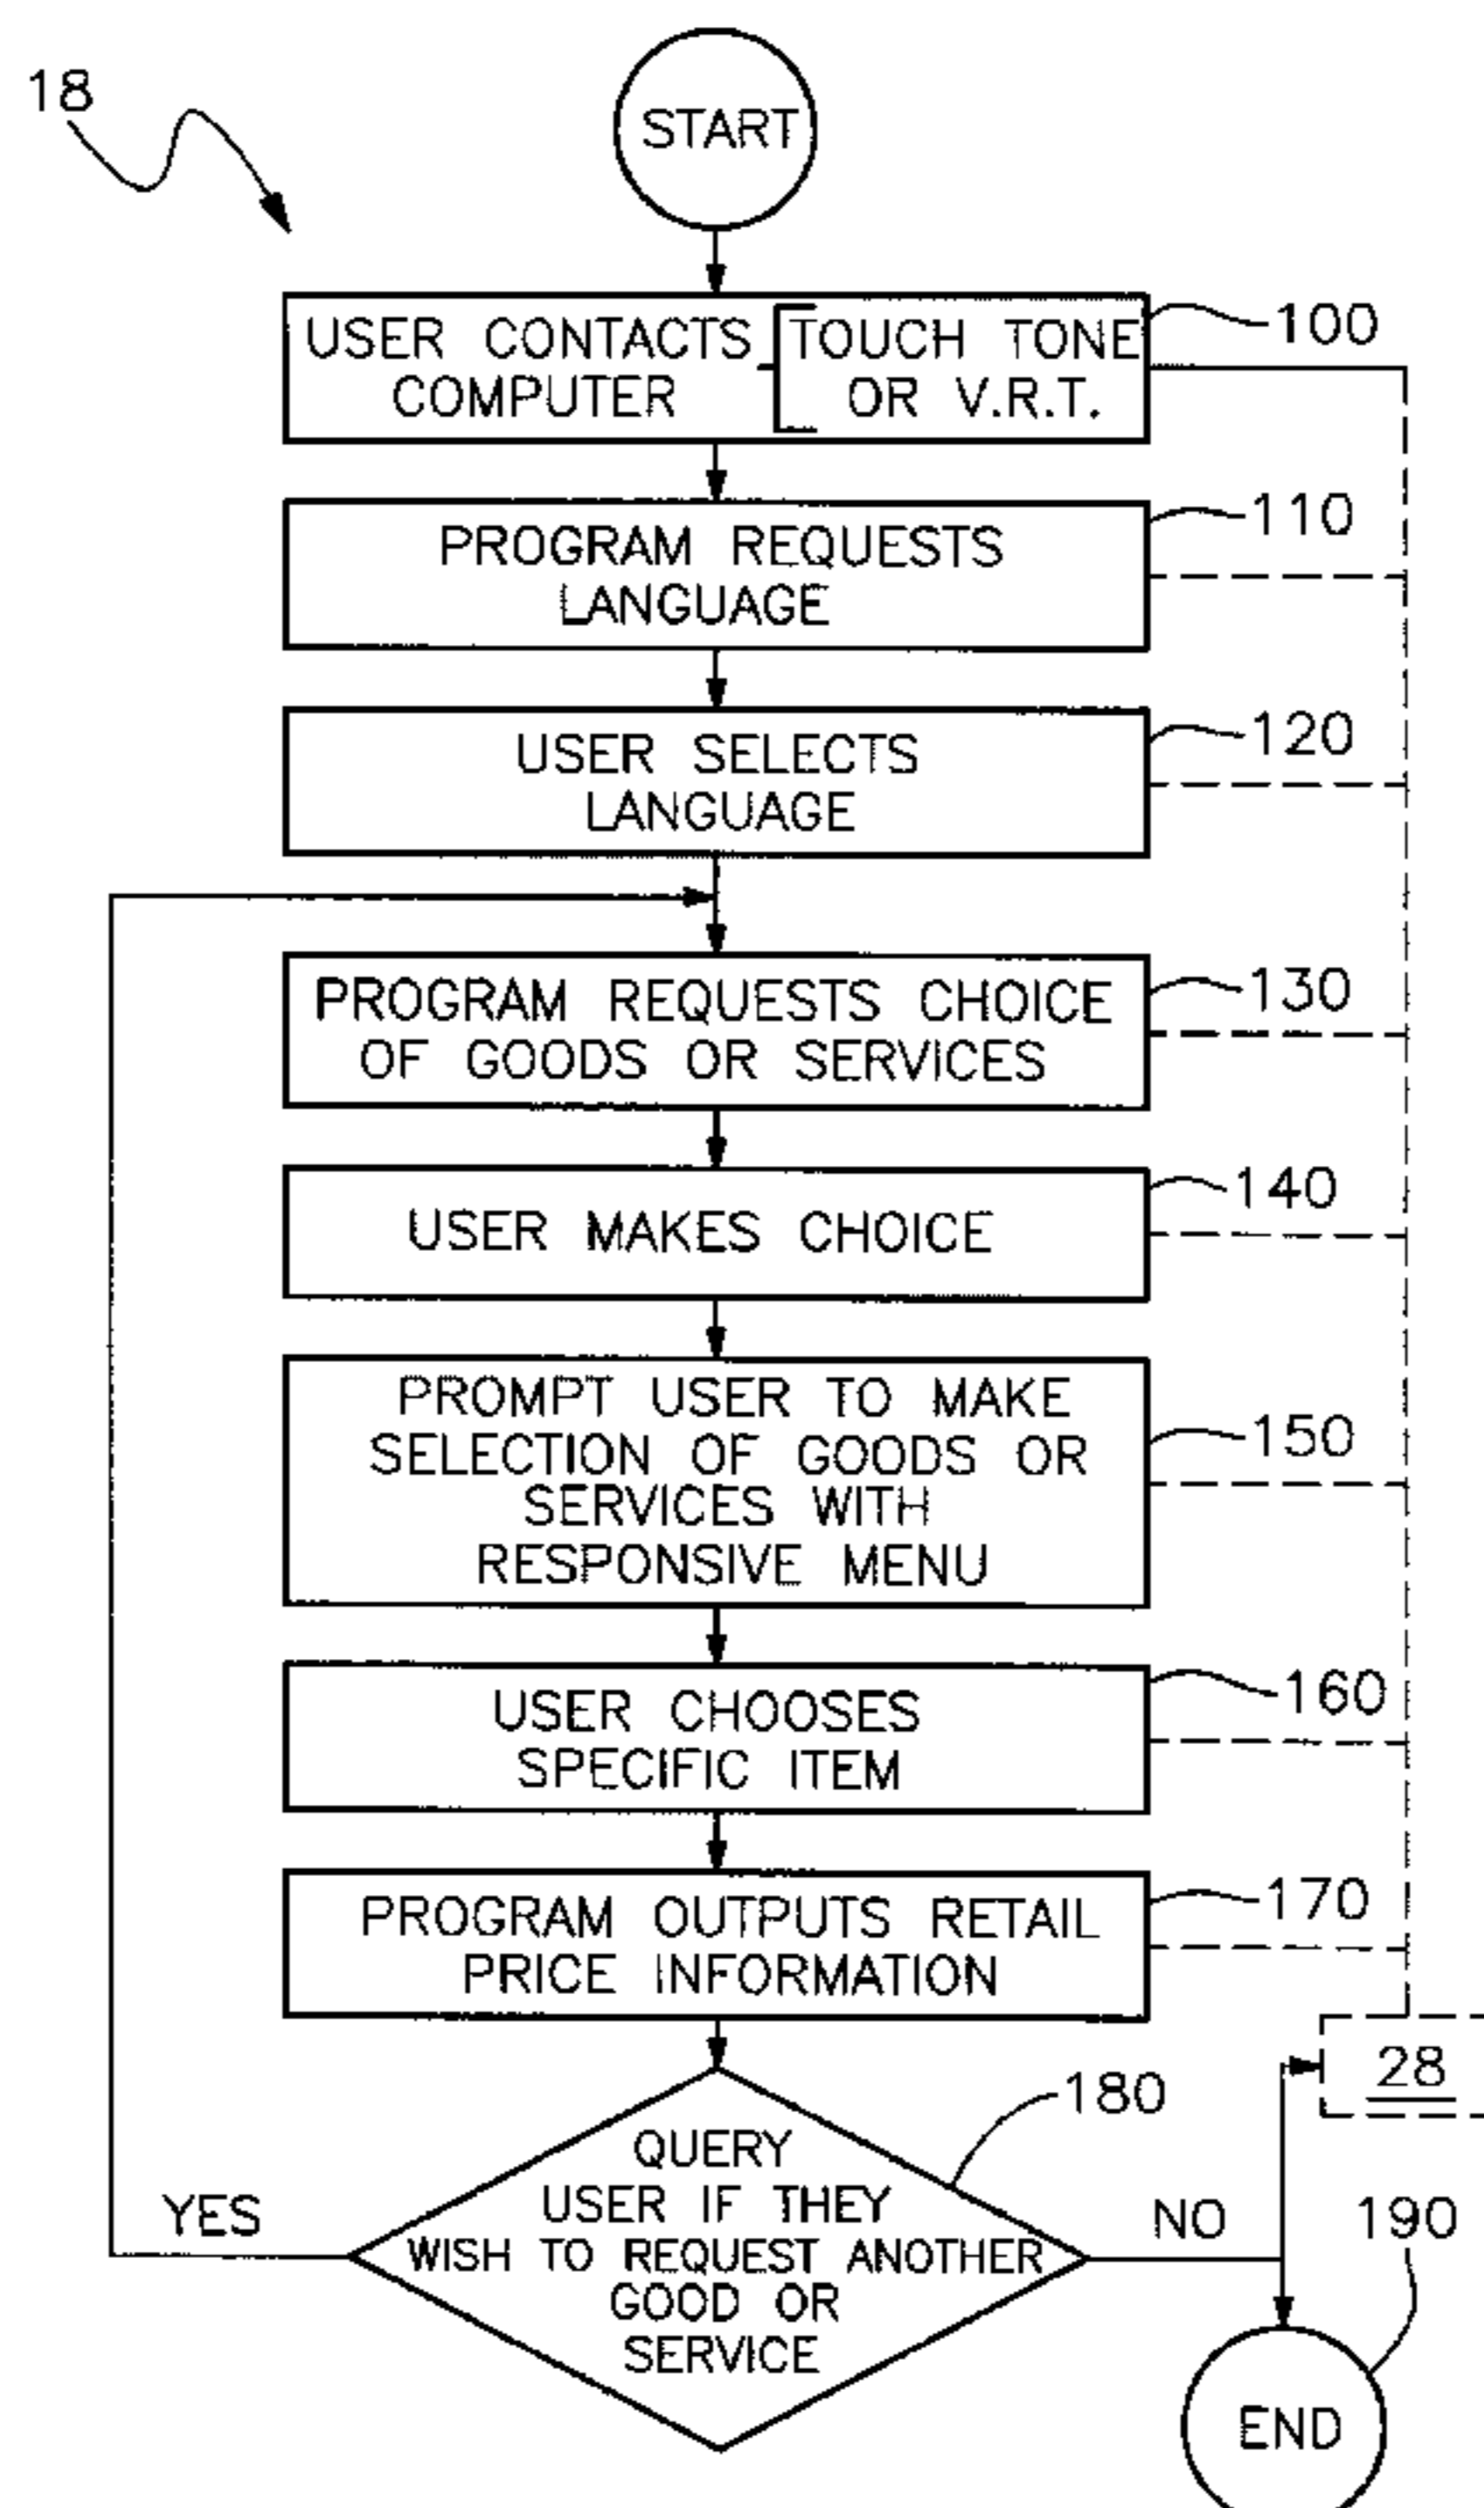 18
START
USER CONTACTS
COMPUTER
TOUCH TONE
OR V.R.T.
100
PROGRAM REQUESTS
LANGUAGE
110
USER SELECTS
LANGUAGE
120
PROGRAM REQUESTS CHOICE
OF GOODS OR SERVICES
130
USER MAKES CHOICE
140
PROMPT USER TO MAKE
SELECTION OF GOODS OR
SERVICES WITH
RESPONSIVE MENU
150
USER CHOOSES
SPECIFIC ITEM
160
PROGRAM OUTPUTS RETAIL
PRICE INFORMATION
170
28
180
QUERY
USER IF THEY
WISH TO REQUEST ANOTHER
GOOD OR
SERVICE
YES
NO
190
END